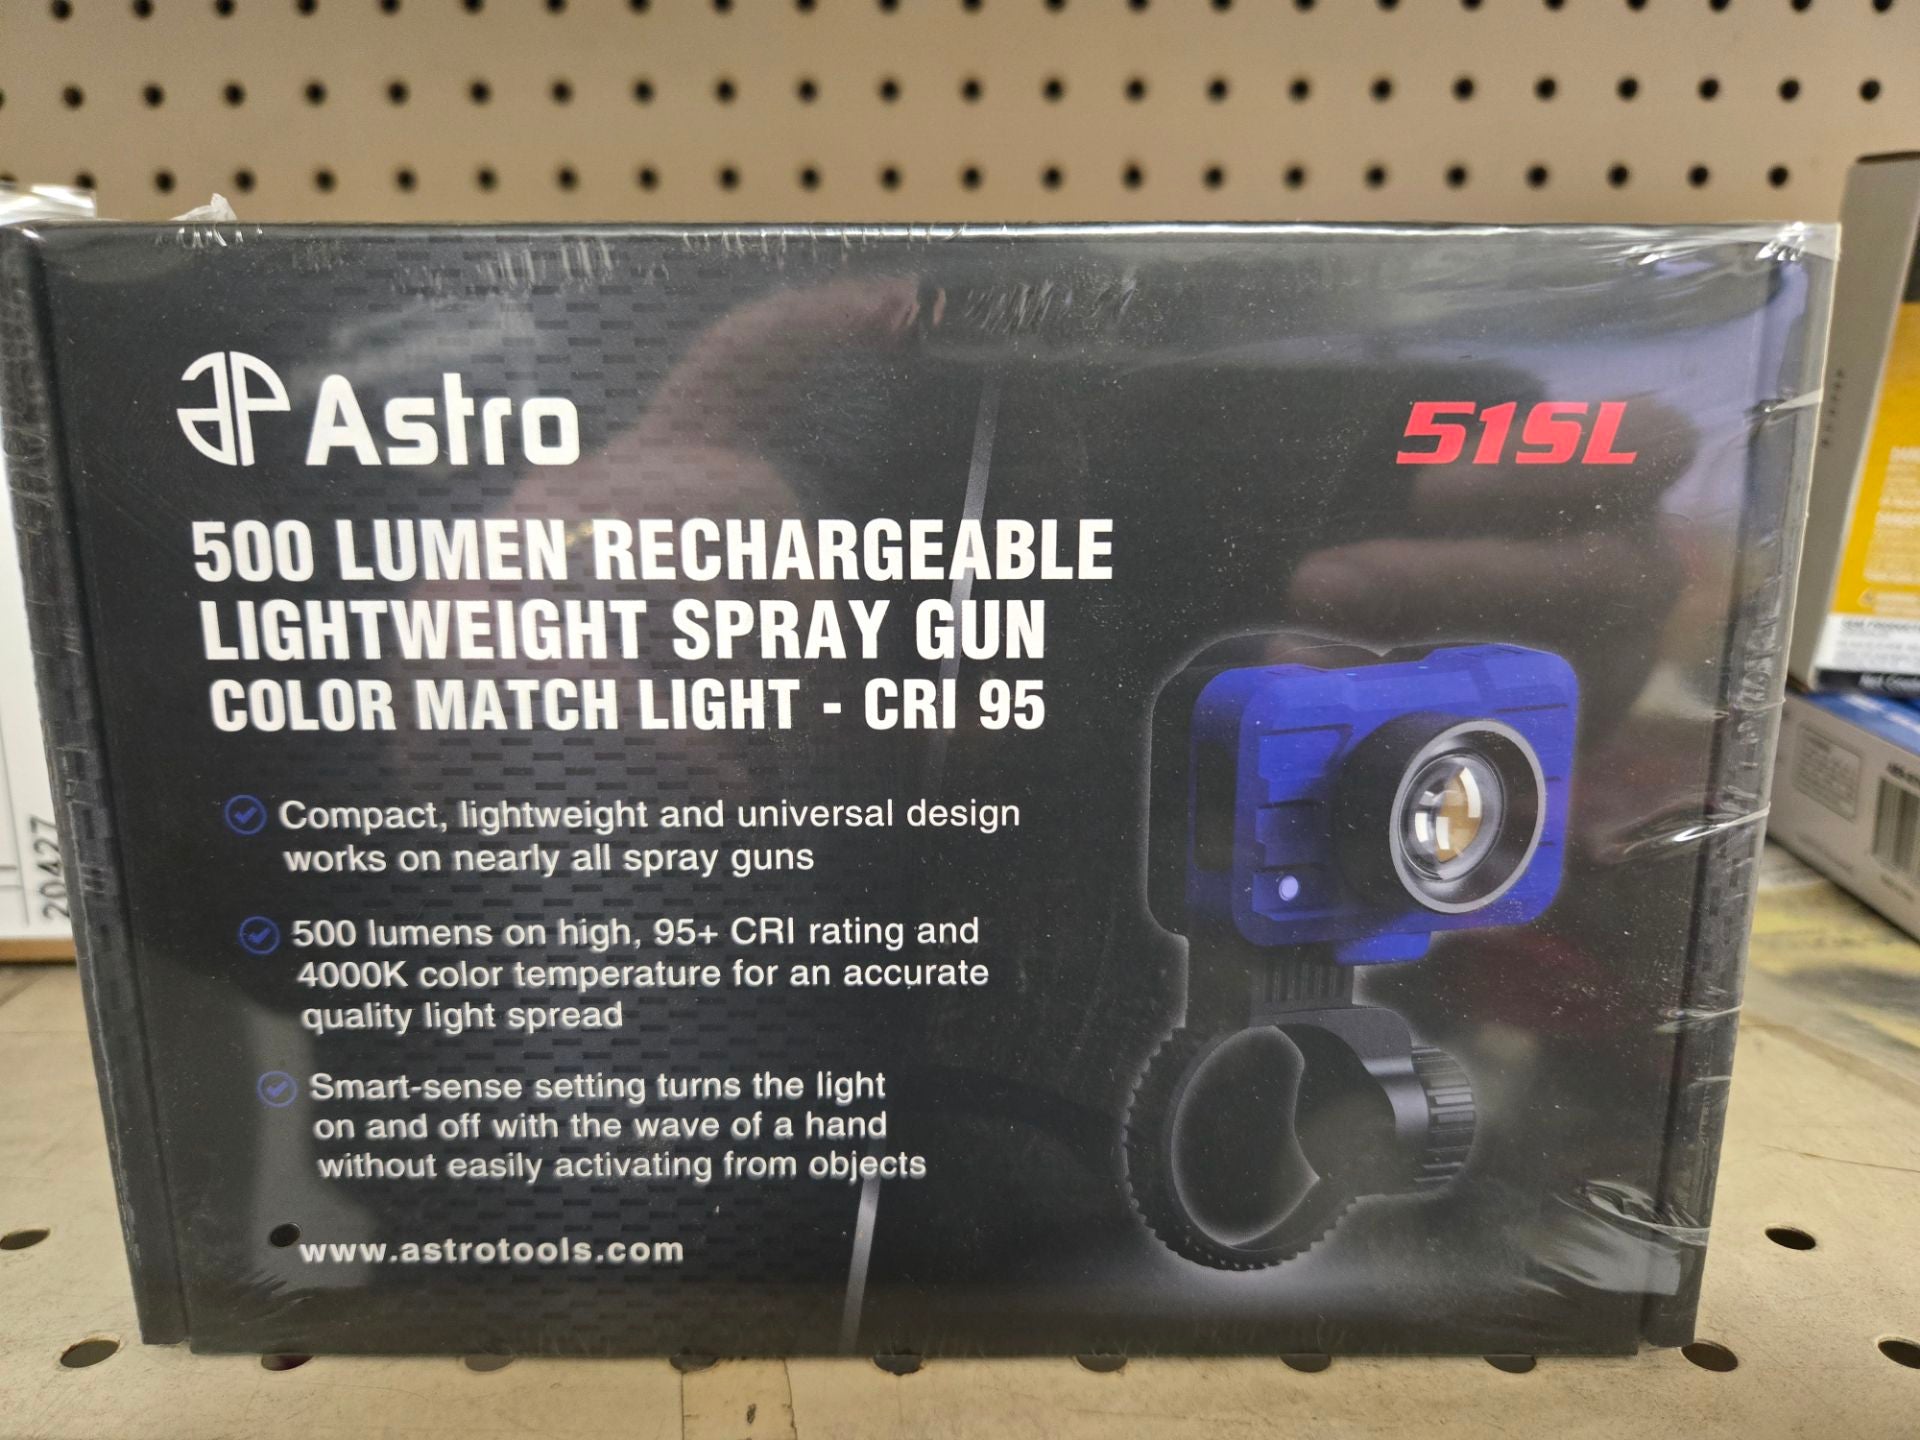 Astro
51SL
500 LUMEN RECHARGEABLE
LIGHTWEIGHT SPRAY GUN
COLOR MATCH LIGHT - CRI 95
Compact, lightweight and universal design
works on nearly all spray guns
500 lumens on high, 95+ CRI rating and
4000K color temperature for an accurate
quality light spread
Smart-sense setting turns the light
on and off with the wave of a hand
without easily activating from objects
www.astrotools.com
20427